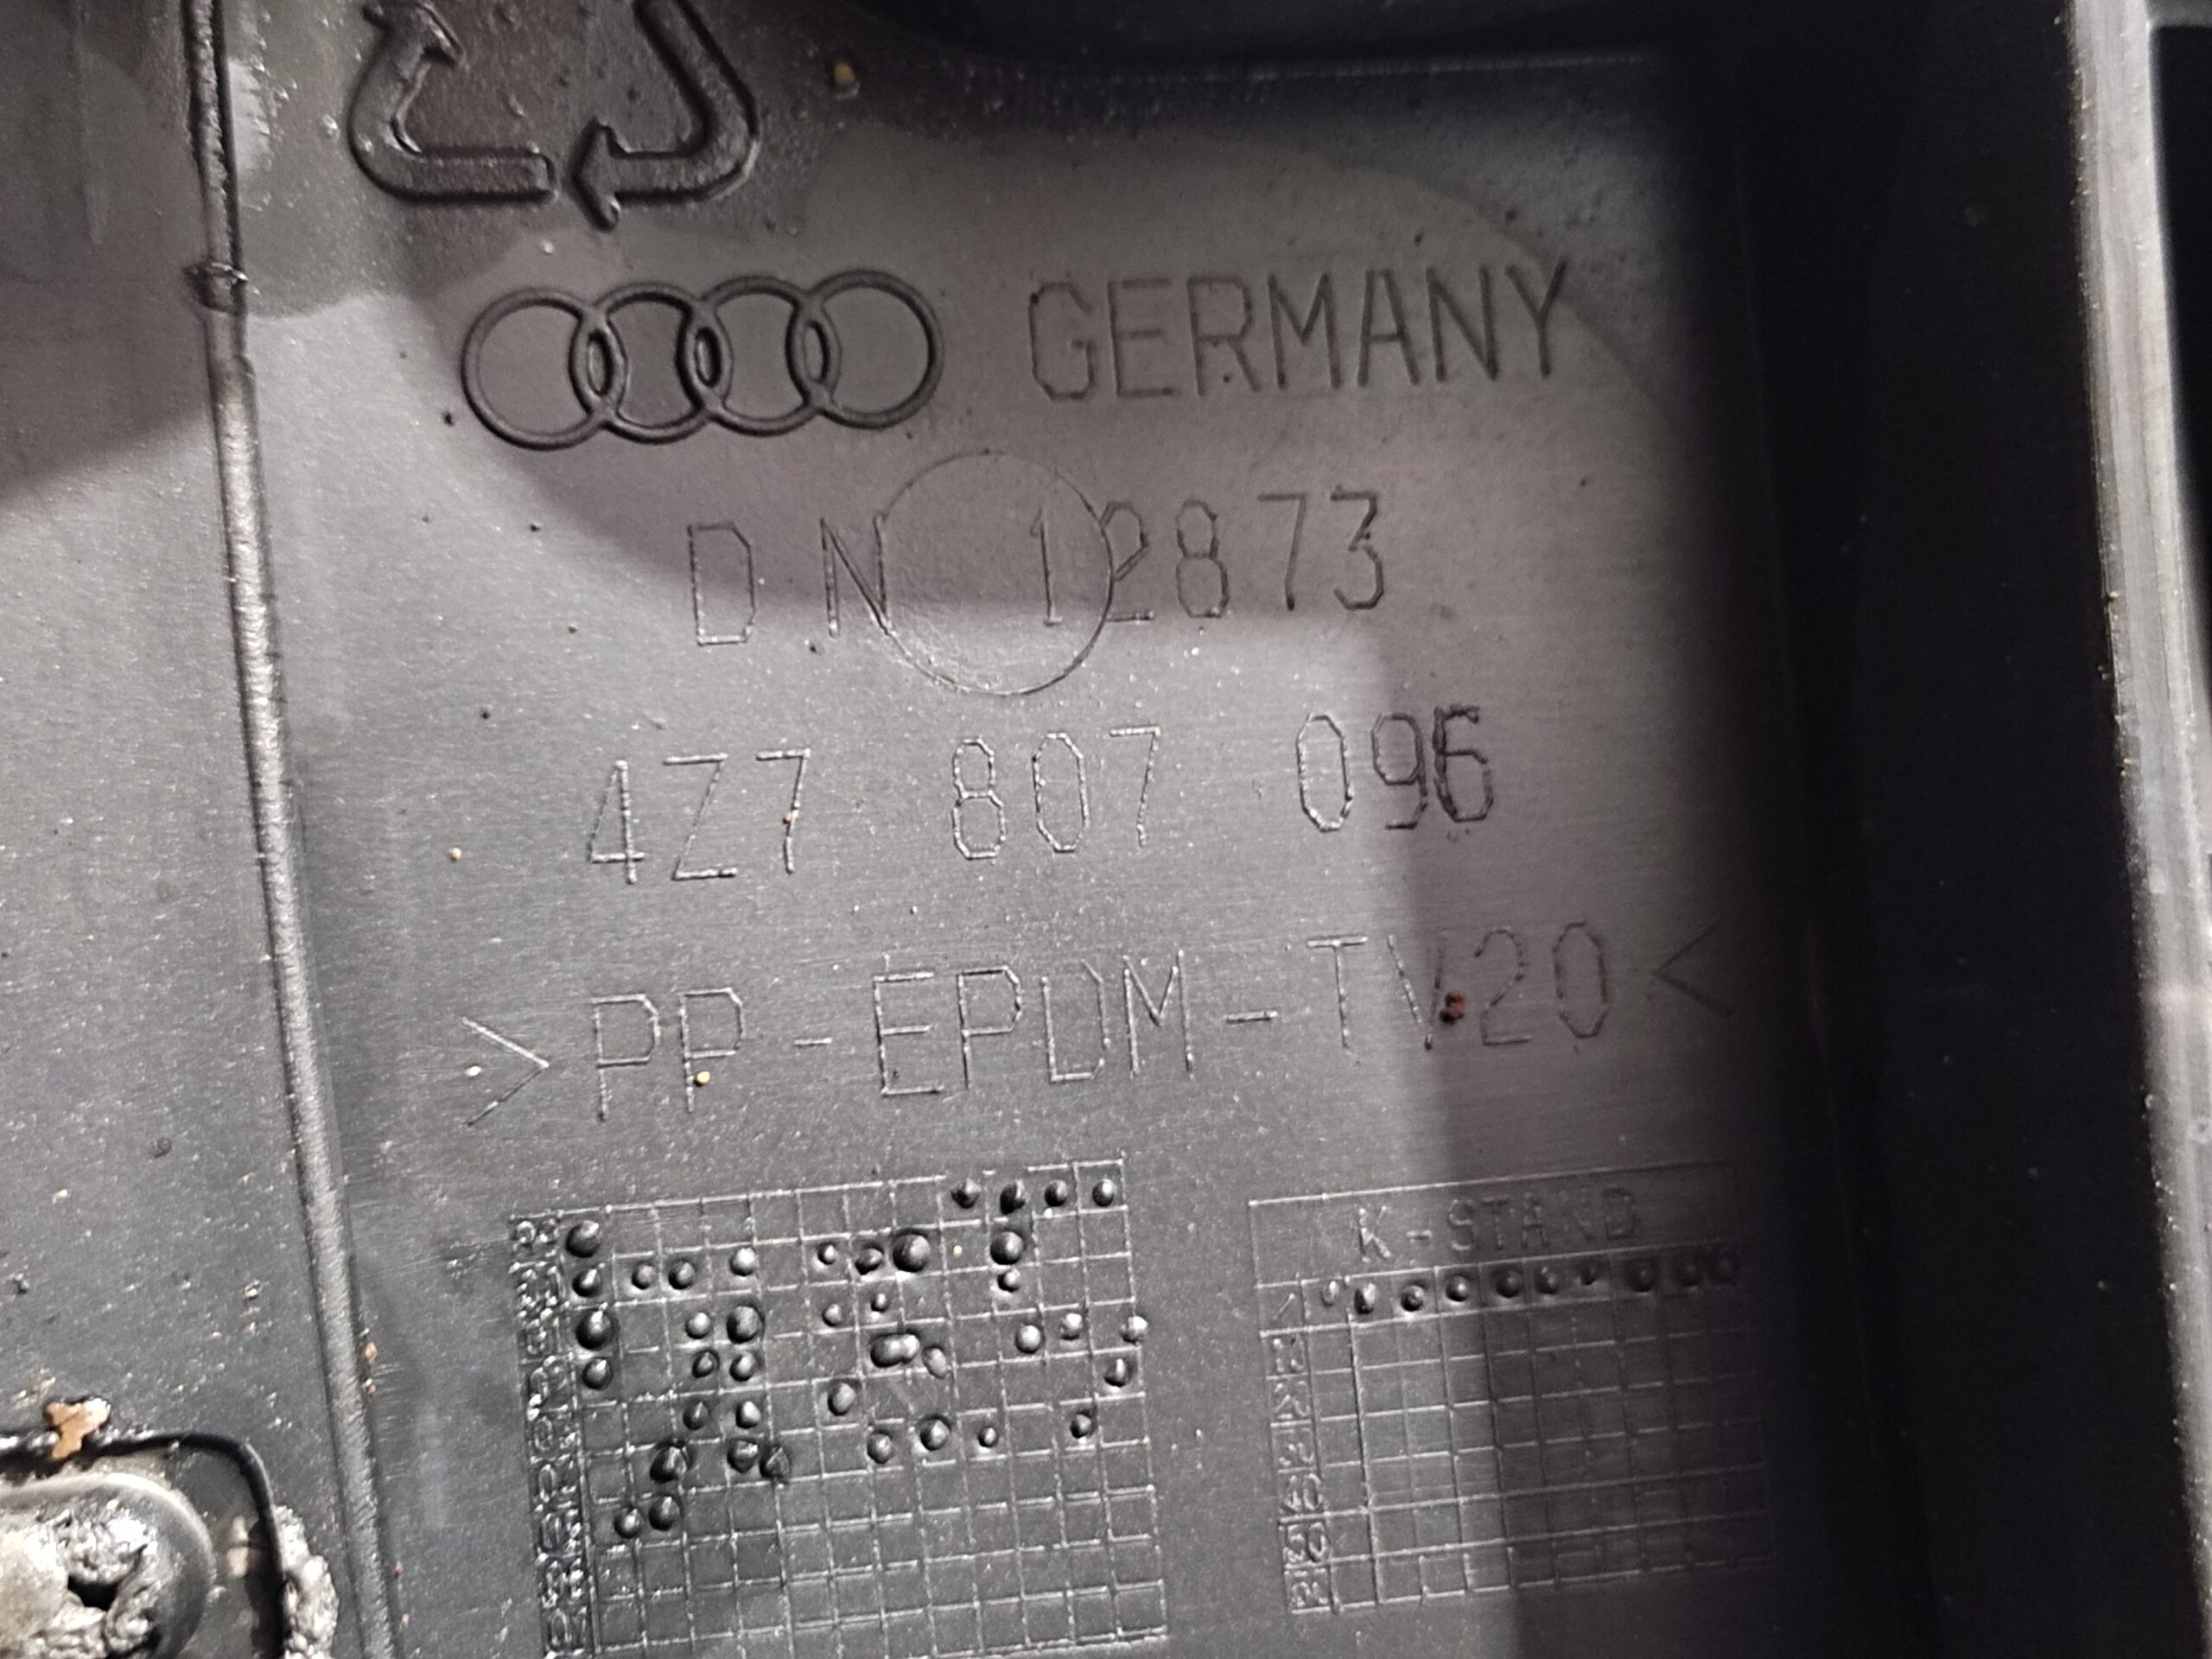 GERMANY
DN 12873
4Z7 807 096
>PP-EPDM-TV20<
K-STAND